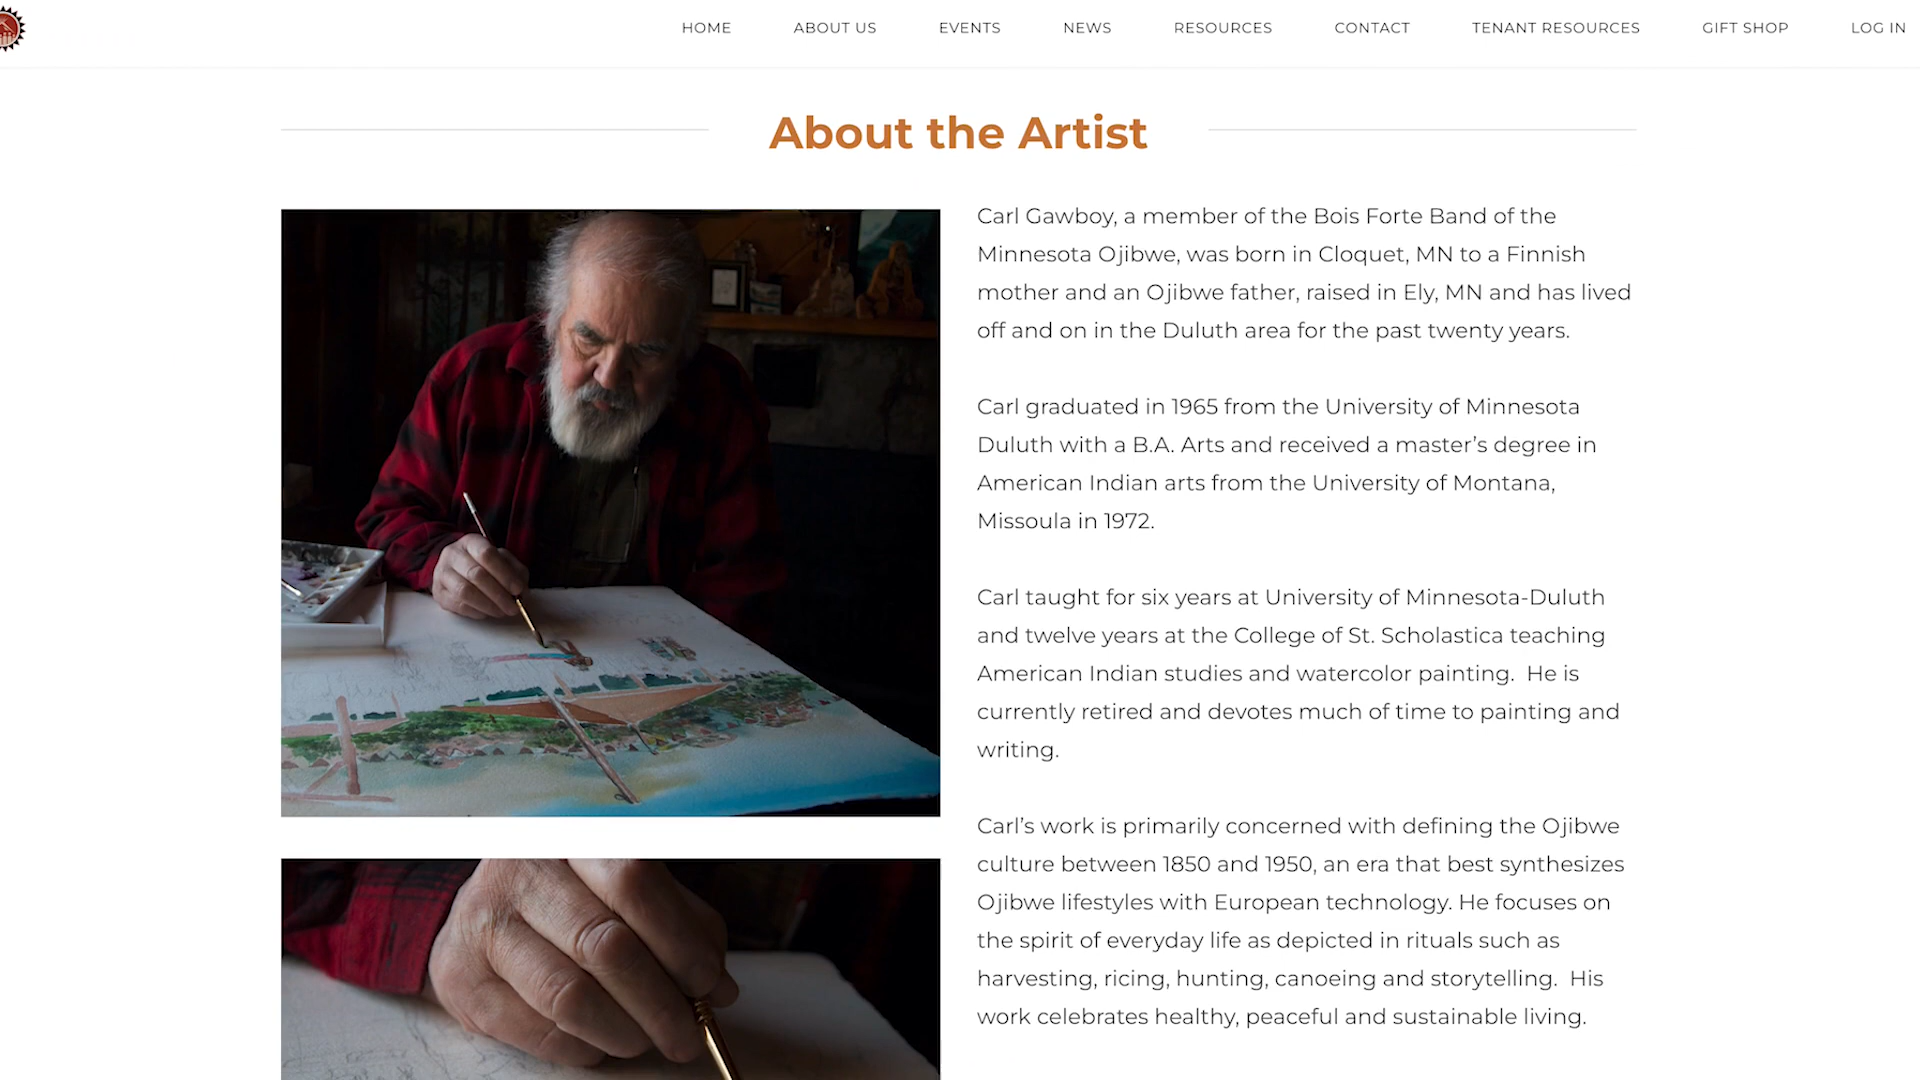 HOME ABOUT US EVENTS NEWS RESOURCES CONTACT TENANT RESOURCES GIFT SHOP LOG IN
About the Artist
Carl Gawboy, a member of the Bois Forte Band of the
Minnesota Ojibwe, was born in Cloquet, MN to a Finnish
mother and an Ojibwe father, raised in Ely, MN and has lived
off and on in the Duluth area for the past twenty years.
Carl graduated in 1965 from the University of Minnesota
Duluth with a B.A. Arts and received a master’s degree in
American Indian arts from the University of Montana,
Missoula in 1972.
Carl taught for six years at University of Minnesota-Duluth
and twelve years at the College of St. Scholastica teaching
American Indian studies and watercolor painting.  He is
currently retired and devotes much of time to painting and
writing.
Carl’s work is primarily concerned with defining the Ojibwe
culture between 1850 and 1950, an era that best synthesizes
Ojibwe lifestyles with European technology. He focuses on
the spirit of everyday life as depicted in rituals such as
harvesting, ricing, hunting, canoeing and storytelling.  His
work celebrates healthy, peaceful and sustainable living.